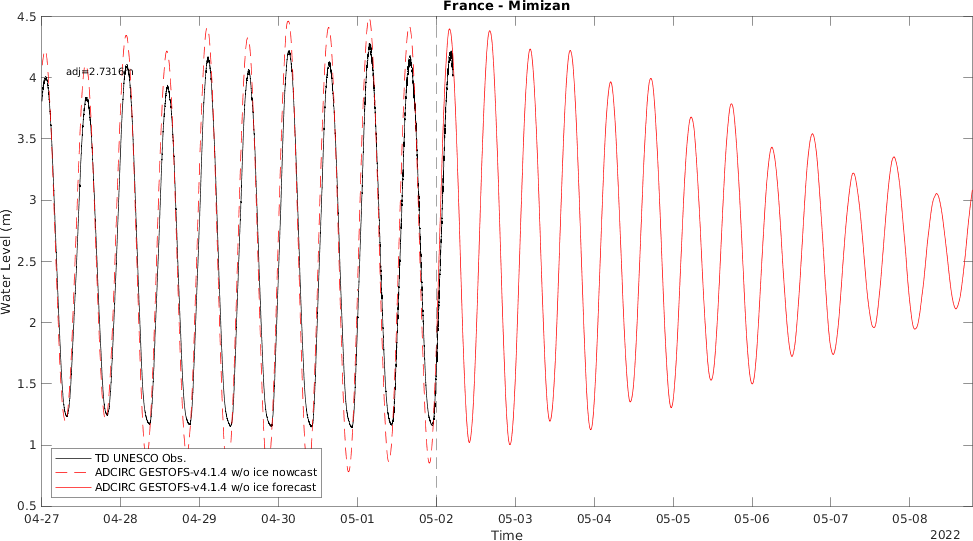 France - Mimizan
4.5
4
3.5
3
2.5
2
1.5
1
0.5
Water Level (m)
adj=2.7316m
TD UNESCO Obs.
ADCIRC GESTOFS-v4.1.4 w/o ice nowcast
ADCIRC GESTOFS-v4.1.4 w/o ice forecast
04-27 04-28 04-29 04-30 05-01 05-02 05-03 05-04 05-05 05-06 05-07 05-08
Time
2022